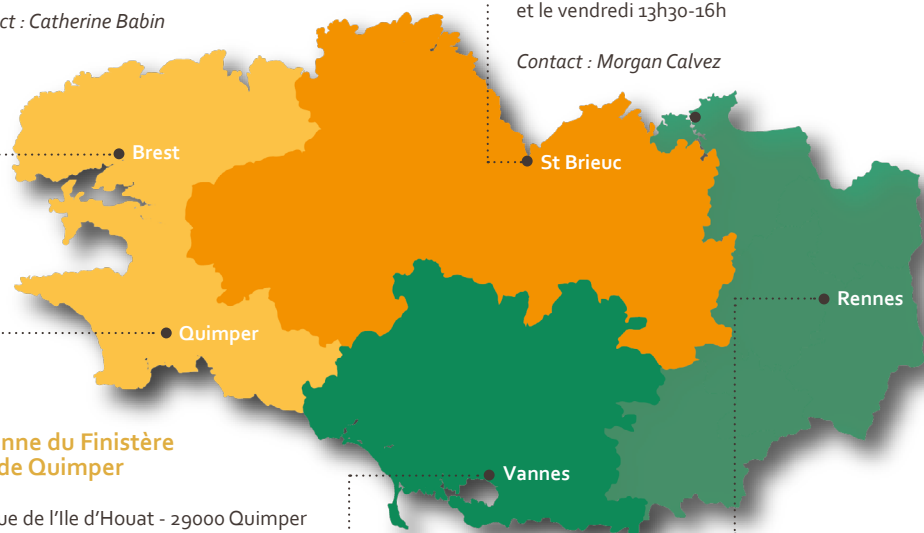 ct : Catherine Babin
et le vendredi 13h30-16h
Contact : Morgan Calvez
Brest
St Brieuc
Rennes
Quimper
nne du Finistère
de Quimper
Vannes
ue de l'Ile d'Houat - 29000 Quimper